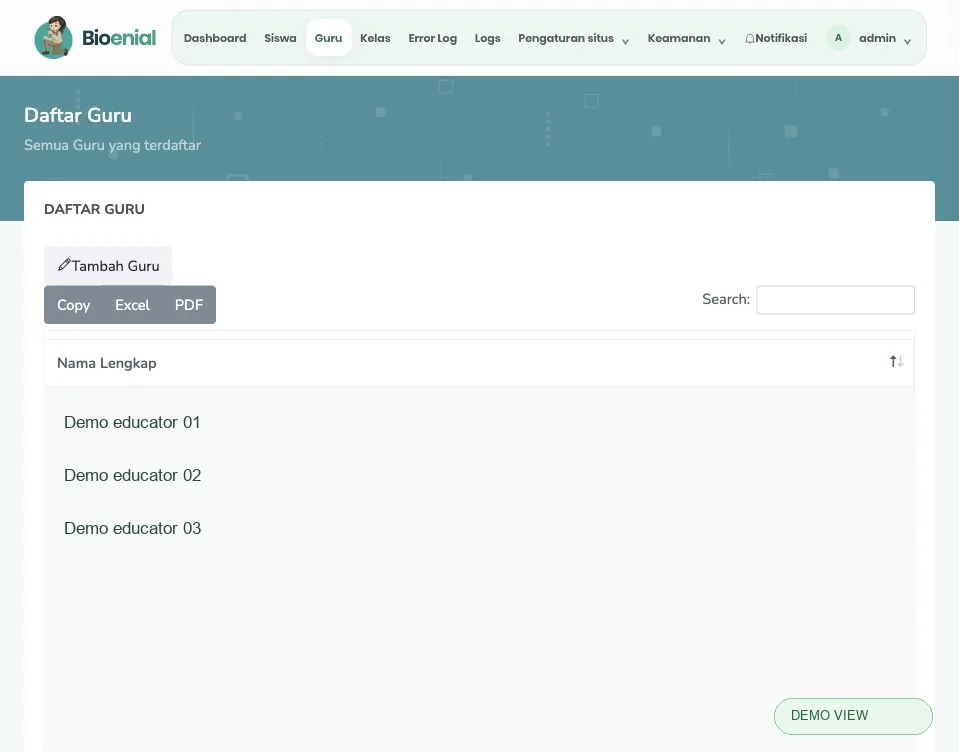 Bioenial
Dashboard Siswa Guru Kelas Error Log Logs Pengaturan situs Keamanan Notifikasi A admin
Daftar Guru
Semua Guru yang terdaftar
DAFTAR GURU
Tambah Guru
Copy Excel PDF
Search:
Nama Lengkap
Demo educator 01
Demo educator 02
Demo educator 03
DEMO VIEW